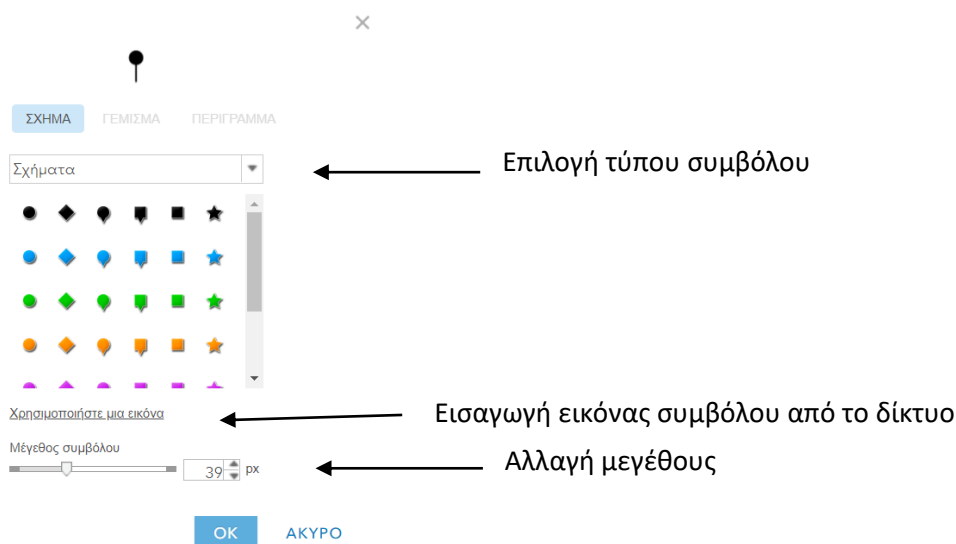 ΣΧΗΜΑ ΓΕΜΙΣΜΑ ΠΕΡΙΓΡΑΜΜΑ
Σχήματα
Επιλογή τύπου συμβόλου
Χρησιμοποιήστε μια εικόνα
Εισαγωγή εικόνας συμβόλου από το δίκτυο
Μέγεθος συμβόλου
39 px
Αλλαγή μεγέθους
OK ΑΚΥΡΟ